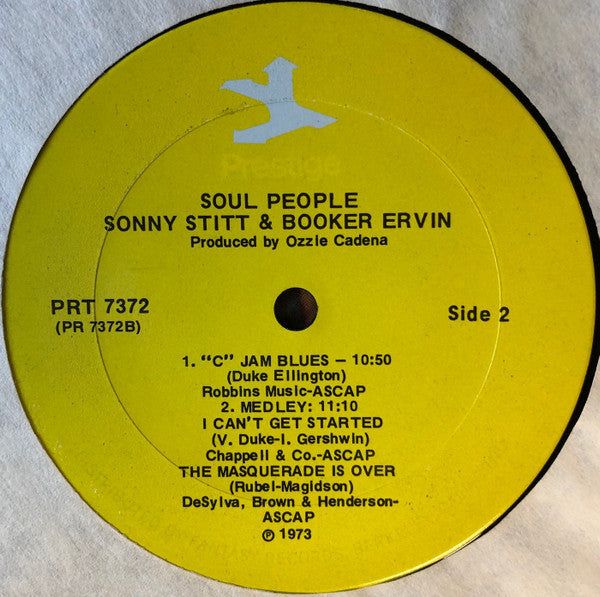 Prestige
SOUL PEOPLE
SONNY STITT & BOOKER ERVIN
Produced by Ozzie Cadena
PRT 7372
(PR 7372B)
Side 2
1. “C” JAM BLUES – 10:50
(Duke Ellington)
Robbins Music-ASCAP
2. MEDLEY: 11:10
I CAN'T GET STARTED
(V. Duke-I. Gershwin)
Chappell & Co.-ASCAP
THE MASQUERADE IS OVER
(Rubel-Magidson)
DeSylva, Brown & Henderson-
ASCAP
℗ 1973
FANTASY RECORDS,